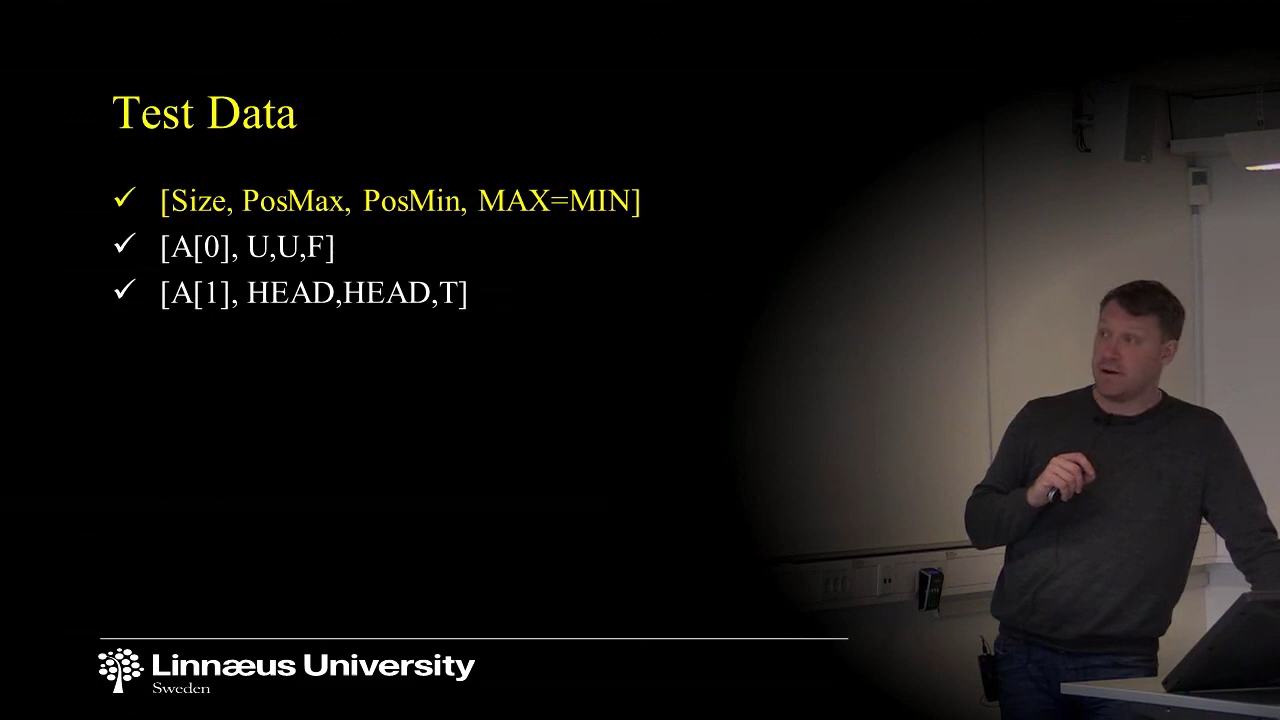 Test Data
✓ [Size, PosMax, PosMin, MAX=MIN]
✓ [A[0], U,U,F]
✓ [A[1], HEAD,HEAD,T]
Linnæus University
Sweden